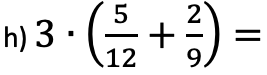 h) 3 · (5/12 + 2/9) =